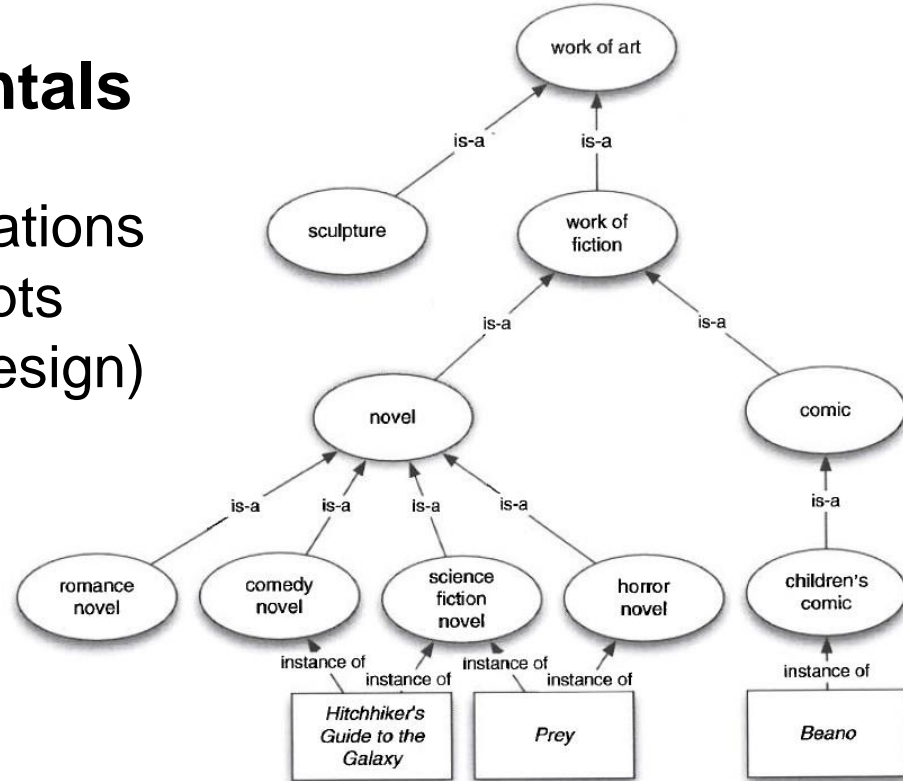 ntals
ations
ots
esign)
work of art
is-a
is-a
sculpture
work of
fiction
is-a
is-a
novel
comic
is-a
is-a
is-a
is-a
is-a
romance
novel
comedy
novel
science
fiction
novel
horror
novel
children's
comic
instance of
instance of
instance of
instance of
instance of
Hitchhiker's
Guide to the
Galaxy
Prey
Beano